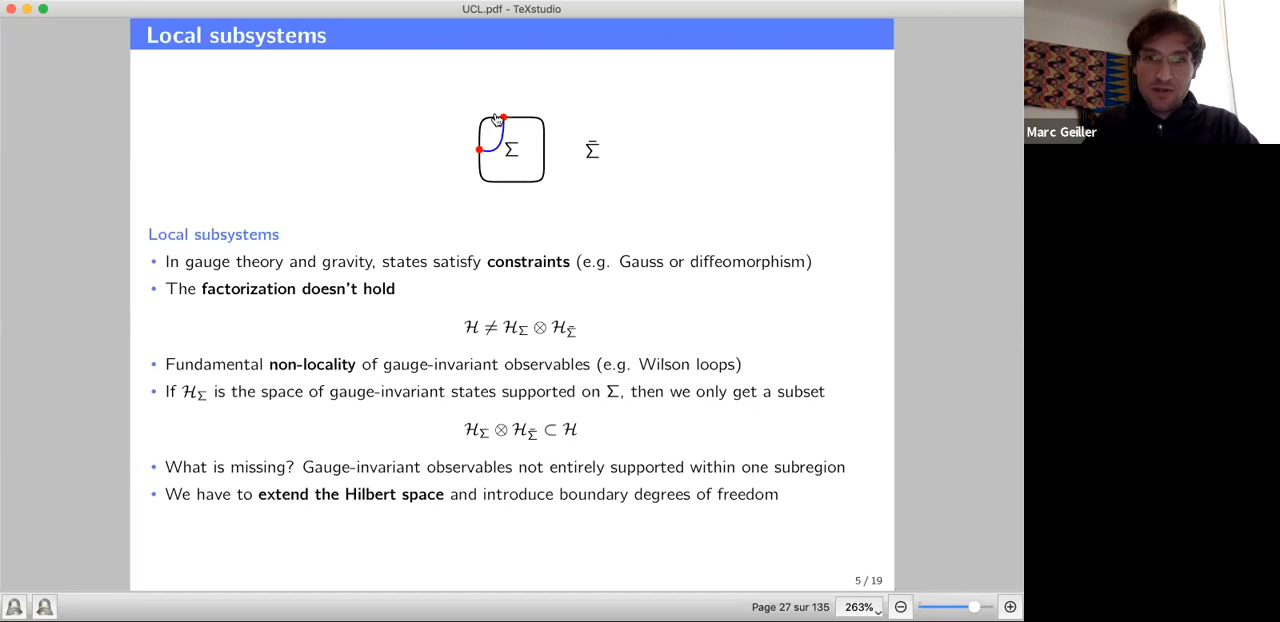 UCL.pdf - TeXstudio
Local subsystems
Σ
Σ̄
Local subsystems
• In gauge theory and gravity, states satisfy constraints (e.g. Gauss or diffeomorphism)
• The factorization doesn't hold
ℋ ≠ ℋ_Σ ⊗ ℋ_Σ̄
• Fundamental non-locality of gauge-invariant observables (e.g. Wilson loops)
• If ℋ_Σ is the space of gauge-invariant states supported on Σ, then we only get a subset
ℋ_Σ ⊗ ℋ_Σ̄ ⊂ ℋ
• What is missing? Gauge-invariant observables not entirely supported within one subregion
• We have to extend the Hilbert space and introduce boundary degrees of freedom
5 / 19
Page 27 sur 135
263%
Marc Geiller